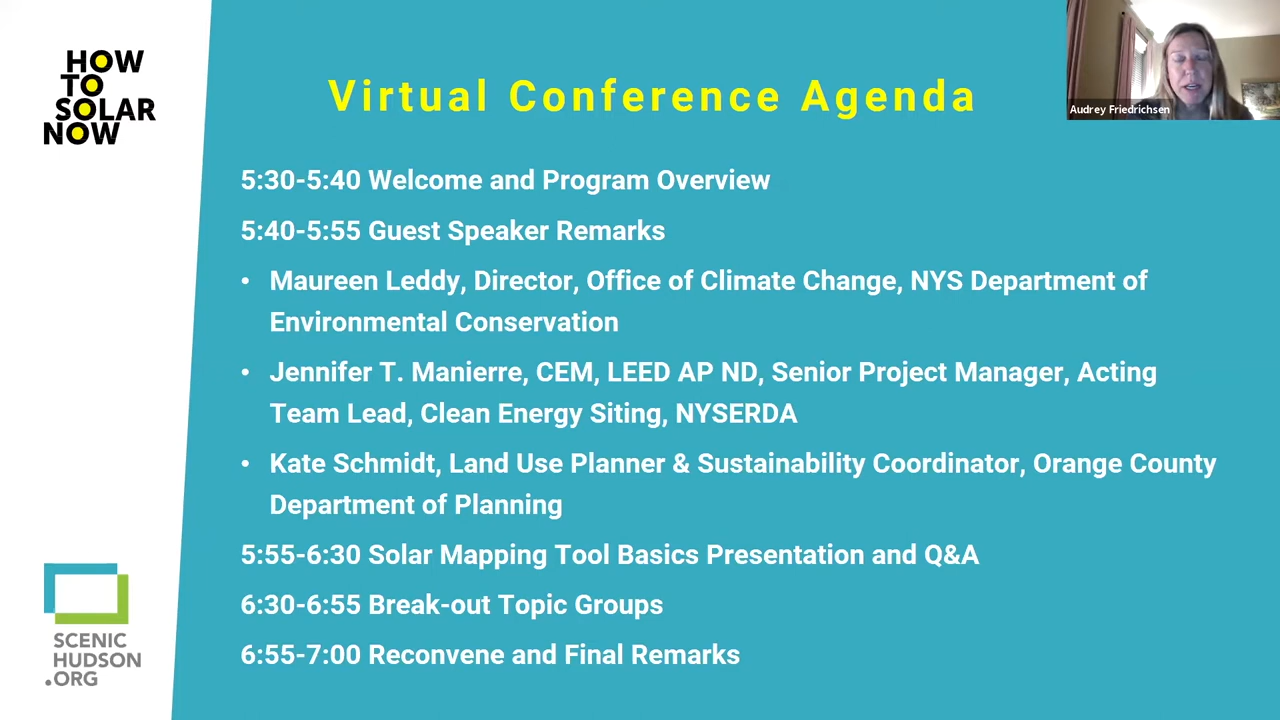 HOW
TO
SOLAR
NOW
Virtual Conference Agenda
Audrey Friedrichsen
5:30-5:40 Welcome and Program Overview
5:40-5:55 Guest Speaker Remarks
• Maureen Leddy, Director, Office of Climate Change, NYS Department of
Environmental Conservation
• Jennifer T. Manierre, CEM, LEED AP ND, Senior Project Manager, Acting
Team Lead, Clean Energy Siting, NYSERDA
• Kate Schmidt, Land Use Planner & Sustainability Coordinator, Orange County
Department of Planning
5:55-6:30 Solar Mapping Tool Basics Presentation and Q&A
6:30-6:55 Break-out Topic Groups
6:55-7:00 Reconvene and Final Remarks
SCENIC
HUDSON
.ORG